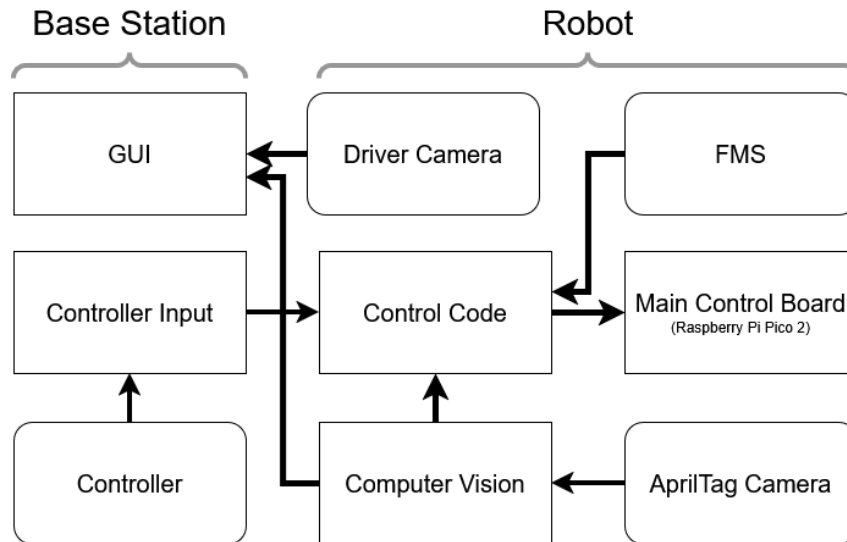 Base Station
Robot
GUI
Driver Camera
FMS
Controller Input
Control Code
Main Control Board
(Raspberry Pi Pico 2)
Controller
Computer Vision
AprilTag Camera